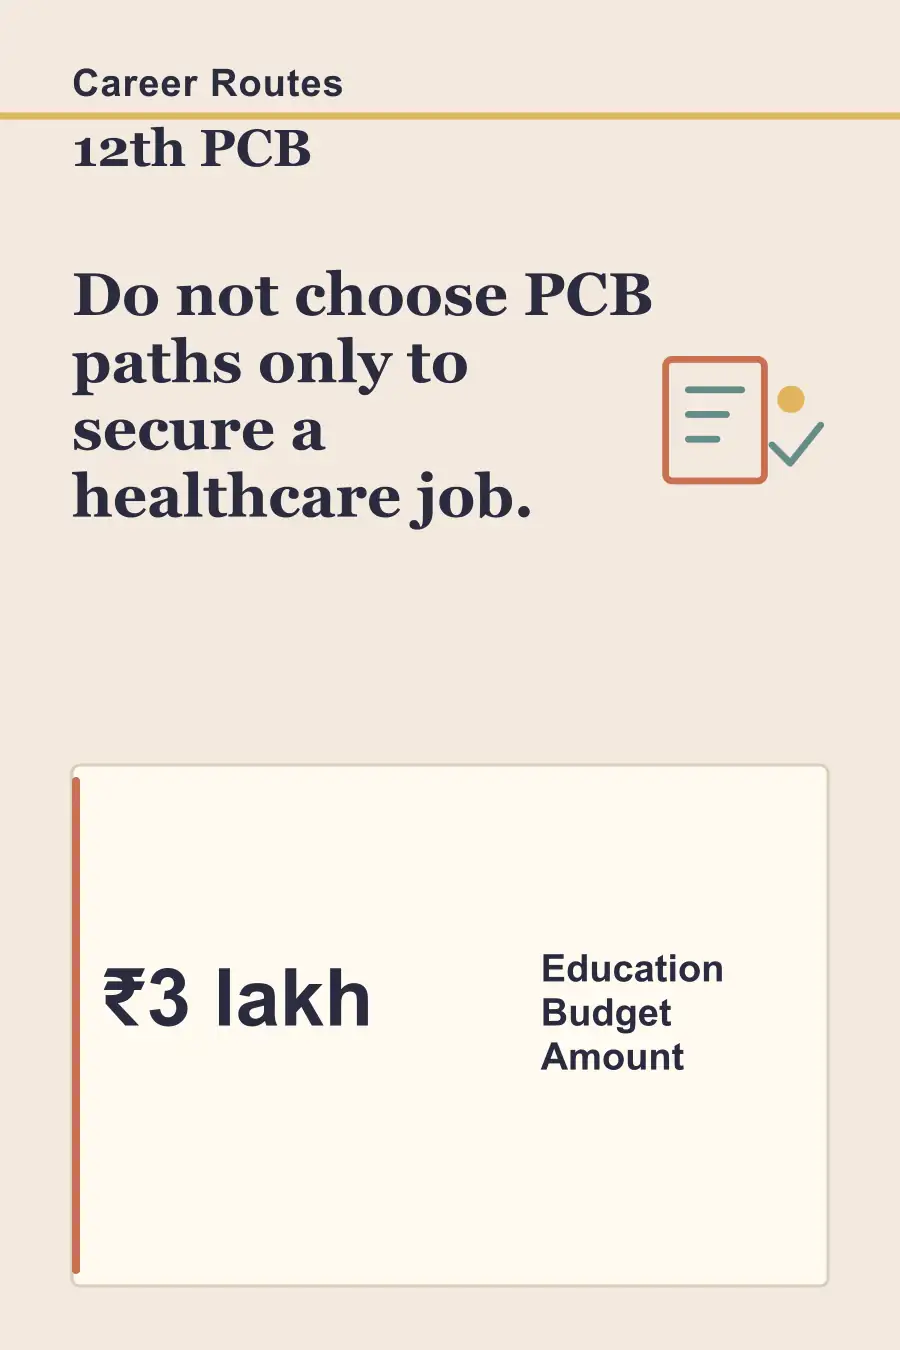 Career Routes
12th PCB
Do not choose PCB
paths only to
secure a
healthcare job.
₹3 lakh
Education
Budget
Amount